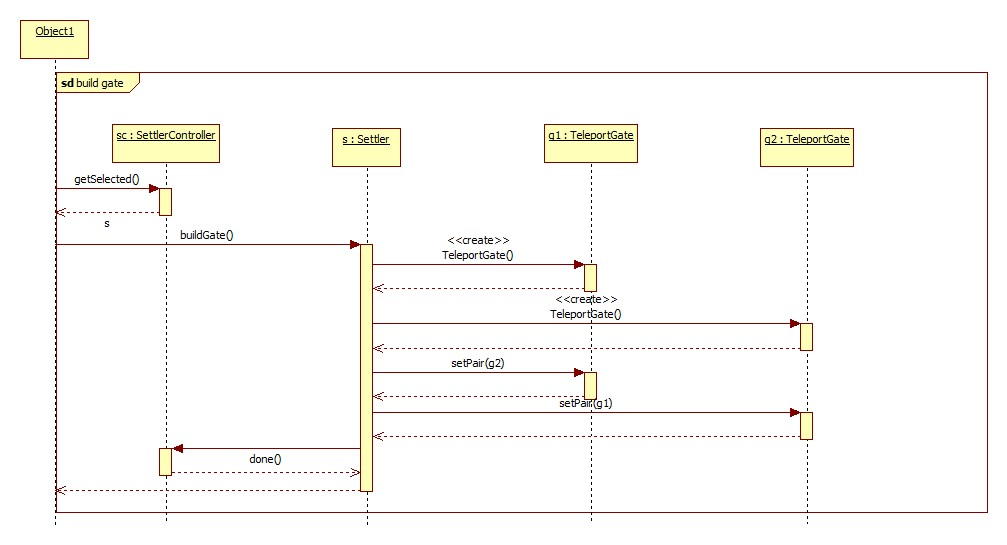 Object1
sd build gate
sc : SettlerController
s : Settler
g1 : TeleportGate
g2 : TeleportGate
getSelected()
s
buildGate()
<<create>>
TeleportGate()
<<create>>
TeleportGate()
setPair(g2)
setPair(g1)
done()